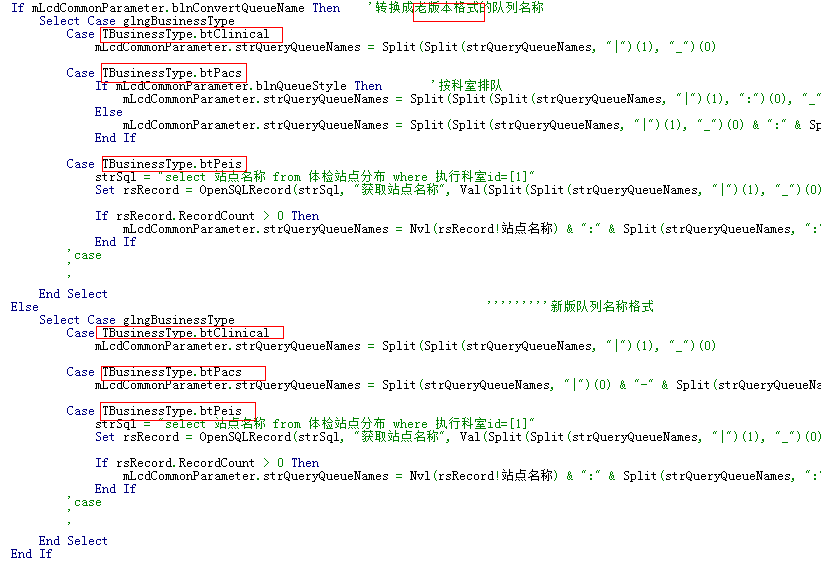 If mLcdCommonParameter.blnConvertQueueName Then    '转换成老版本格式的队列名称
    Select Case glngBusinessType
        Case TBusinessType.btClinical
            mLcdCommonParameter.strQueryQueueNames = Split(Split(strQueryQueueNames, "|")(1), "_")(0)
        Case TBusinessType.btPacs
            If mLcdCommonParameter.blnQueueStyle Then       '按科室排队
                mLcdCommonParameter.strQueryQueueNames = Split(Split(Split(strQueryQueueNames, "|")(1), ":")(0), "_"
            Else
                mLcdCommonParameter.strQueryQueueNames = Split(Split(strQueryQueueNames, "|")(1), "_")(0) & ":" & Sp
            End If
        Case TBusinessType.btPeis
            strSql = "select 站点名称 from 体检站点分布 where 执行科室id=[1]"
            Set rsRecord = OpenSQLRecord(strSql, "获取站点名称", Val(Split(Split(strQueryQueueNames, "|")(1), "_")(0)
            If rsRecord.RecordCount > 0 Then
                mLcdCommonParameter.strQueryQueueNames = Nvl(rsRecord!站点名称) & ":" & Split(strQueryQueueNames, ":"
            End If
        'case
        '
        '
    End Select
Else                                                                 '''''''''新版队列名称格式
    Select Case glngBusinessType
        Case TBusinessType.btClinical
            mLcdCommonParameter.strQueryQueueNames = Split(Split(strQueryQueueNames, "|")(1), "_")(0)
        Case TBusinessType.btPacs
            mLcdCommonParameter.strQueryQueueNames = Split(strQueryQueueNames, "|")(0) & "-" & Split(strQueryQueueNa
        Case TBusinessType.btPeis
            strSql = "select 站点名称 from 体检站点分布 where 执行科室id=[1]"
            Set rsRecord = OpenSQLRecord(strSql, "获取站点名称", Val(Split(Split(strQueryQueueNames, "|")(1), "_")(0)
            If rsRecord.RecordCount > 0 Then
                mLcdCommonParameter.strQueryQueueNames = Nvl(rsRecord!站点名称) & ":" & Split(strQueryQueueNames, ":"
            End If
        'case
        '
        '
    End Select
End If